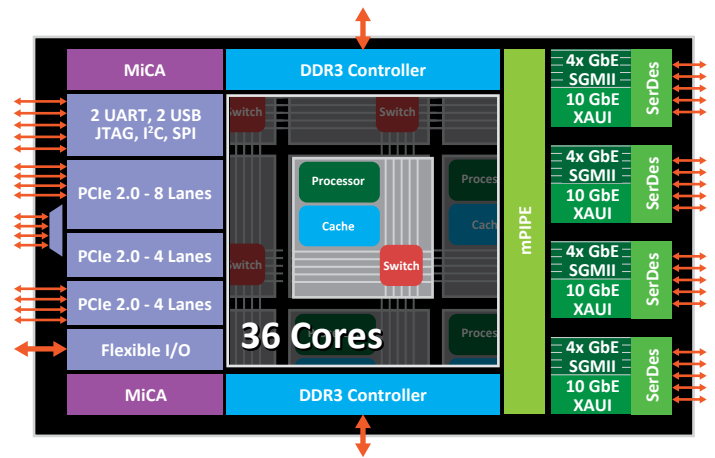 MiCA
DDR3 Controller
2 UART, 2 USB
JTAG, I²C, SPI
PCIe 2.0 - 8 Lanes
PCIe 2.0 - 4 Lanes
PCIe 2.0 - 4 Lanes
Flexible I/O
MiCA
Switch
Switch
Processor
Cache
Switch
Switch
Proces
Cach
36 Cores
Processor
Proces
DDR3 Controller
mPIPE
4x GbE
SGMII
10 GbE
XAUI
SerDes
4x GbE
SGMII
10 GbE
XAUI
SerDes
4x GbE
SGMII
10 GbE
XAUI
SerDes
4x GbE
SGMII
10 GbE
XAUI
SerDes